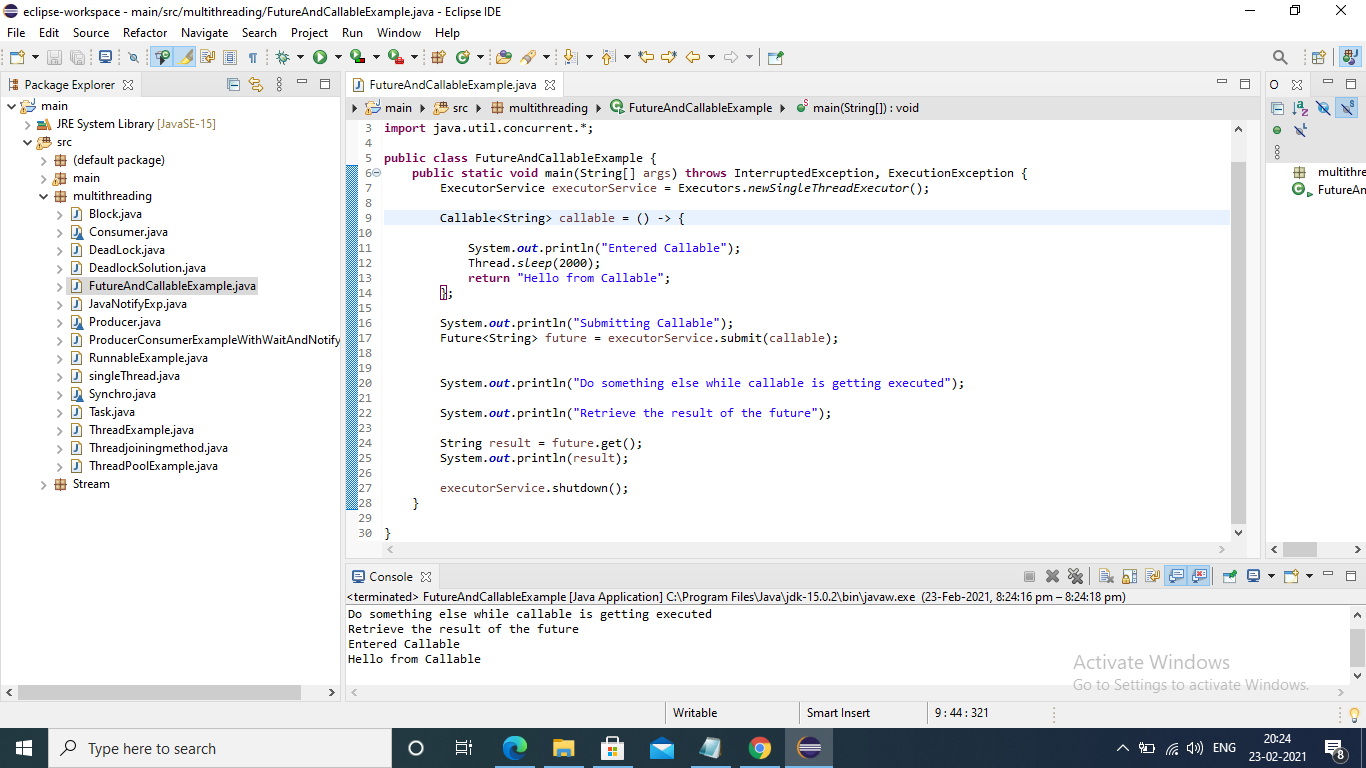 eclipse-workspace - main/src/multithreading/FutureAndCallableExample.java - Eclipse IDE
File Edit Source Refactor Navigate Search Project Run Window Help
Package Explorer
main
JRE System Library [JavaSE-15]
src
(default package)
main
multithreading
Block.java
Consumer.java
DeadLock.java
DeadlockSolution.java
FutureAndCallableExample.java
JavaNotifyExp.java
Producer.java
ProducerConsumerExampleWithWaitAndNotify
RunnableExample.java
singleThread.java
Synchro.java
Task.java
ThreadExample.java
Threadjoiningmethod.java
ThreadPoolExample.java
Stream
FutureAndCallableExample.java
main src multithreading FutureAndCallableExample main(String[]) : void
3 import java.util.concurrent.*;
4
5 public class FutureAndCallableExample {
6 public static void main(String[] args) throws InterruptedException, ExecutionException {
7 ExecutorService executorService = Executors.newSingleThreadExecutor();
8
9 Callable<String> callable = () -> {
10
11 System.out.println("Entered Callable");
12 Thread.sleep(2000);
13 return "Hello from Callable";
14 };
15
16 System.out.println("Submitting Callable");
17 Future<String> future = executorService.submit(callable);
18
19
20 System.out.println("Do something else while callable is getting executed");
21
22 System.out.println("Retrieve the result of the future");
23
24 String result = future.get();
25 System.out.println(result);
26
27 executorService.shutdown();
28 }
29
30 }
O
multithre
FutureAn
Console
<terminated> FutureAndCallableExample [Java Application] C:\Program Files\Java\jdk-15.0.2\bin\javaw.exe (23-Feb-2021, 8:24:16 pm – 8:24:18 pm)
Do something else while callable is getting executed
Retrieve the result of the future
Entered Callable
Hello from Callable
Activate Windows
Go to Settings to activate Windows.
Writable Smart Insert 9 : 44 : 321
Type here to search
ENG
20:24
23-02-2021
8